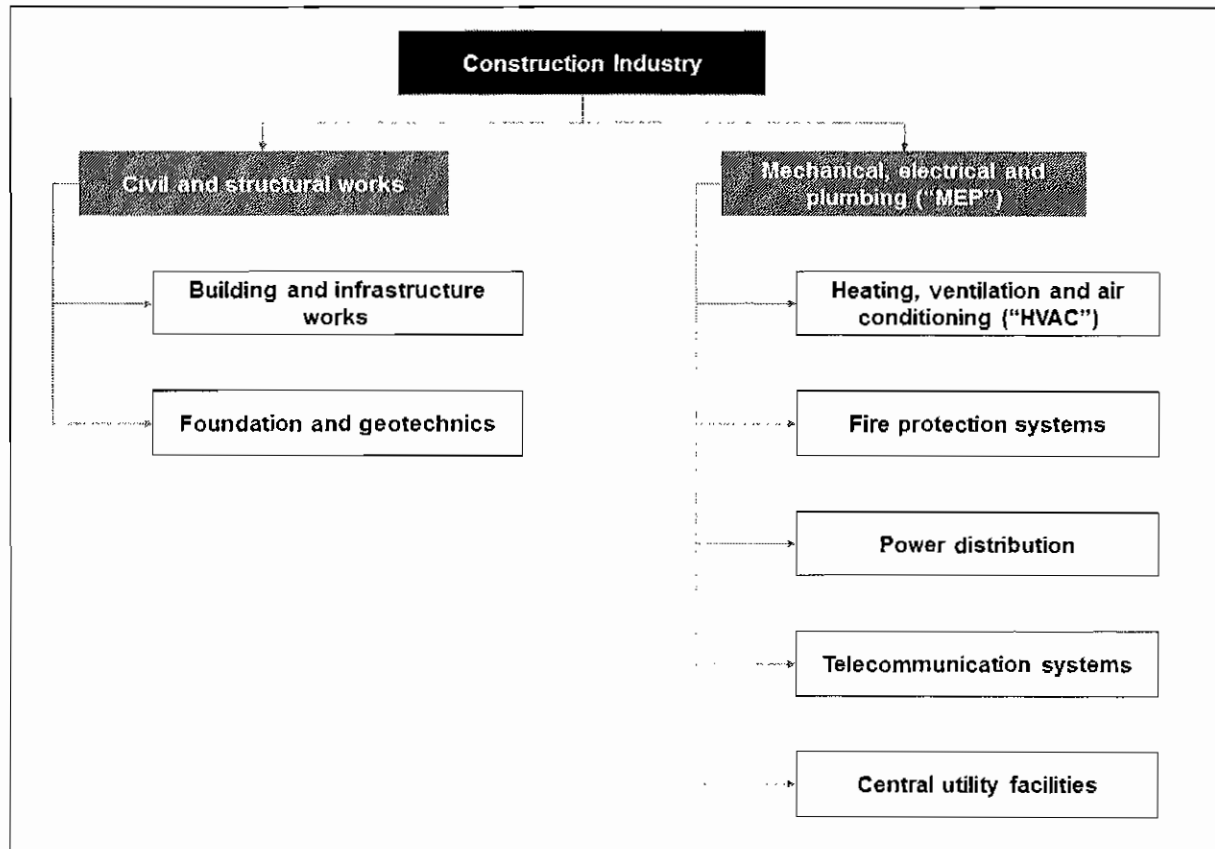 Construction Industry
Civil and structural works
Mechanical, electrical and
plumbing (“MEP”)
Building and infrastructure
works
Heating, ventilation and air
conditioning (“HVAC”)
Foundation and geotechnics
Fire protection systems
Power distribution
Telecommunication systems
Central utility facilities